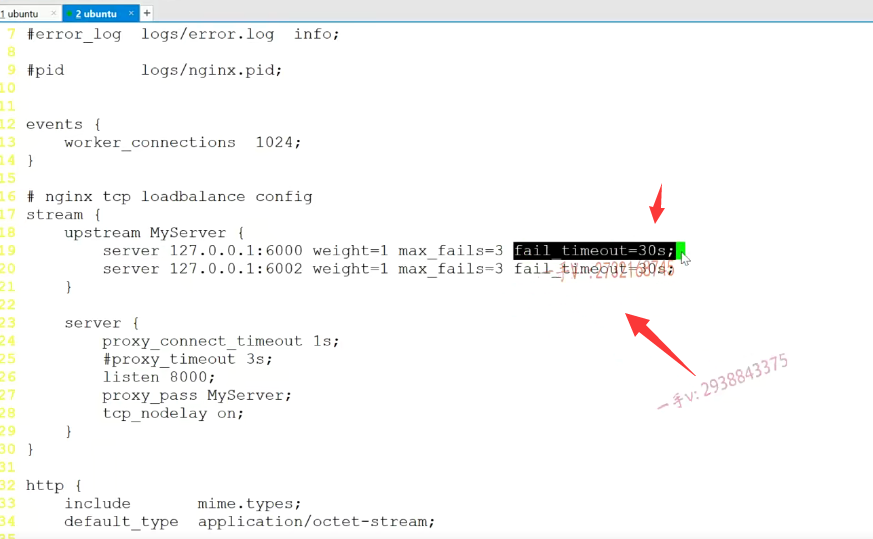 1 ubuntu × 2 ubuntu × +
7 #error_log logs/error.log info;
8
9 #pid logs/nginx.pid;
10
11
12 events {
13 worker_connections 1024;
14 }
15
16 # nginx tcp loadbalance config
17 stream {
18 upstream MyServer {
19 server 127.0.0.1:6000 weight=1 max_fails=3 fail_timeout=30s;
20 server 127.0.0.1:6002 weight=1 max_fails=3 fail_timeout=30s;
21 }
22
23 server {
24 proxy_connect_timeout 1s;
25 #proxy_timeout 3s;
26 listen 8000;
27 proxy_pass MyServer;
28 tcp_nodelay on;
29 }
30 }
31
32 http {
33 include mime.types;
34 default_type application/octet-stream;
35
一手v: 2938843375